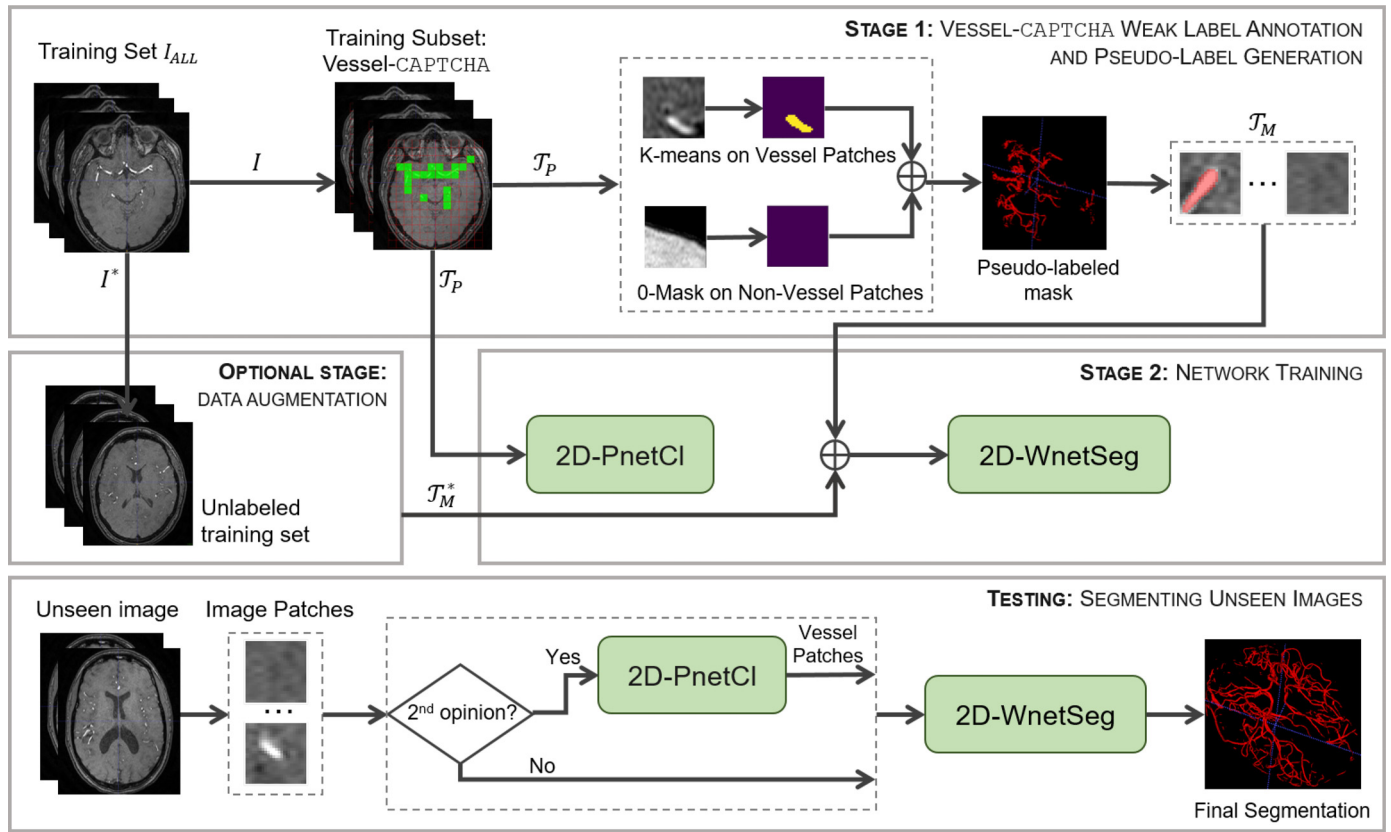 STAGE 1: VESSEL-CAPTCHA WEAK LABEL ANNOTATION
AND PSEUDO-LABEL GENERATION
Training Set I_ALL
Training Subset:
Vessel-CAPTCHA
I
𝒯_P
K-means on Vessel Patches
0-Mask on Non-Vessel Patches
Pseudo-labeled
mask
𝒯_M
...
I*
𝒯_P
OPTIONAL STAGE:
DATA AUGMENTATION
Unlabeled
training set
𝒯*_M
STAGE 2: NETWORK TRAINING
2D-PnetCl
2D-WnetSeg
TESTING: SEGMENTING UNSEEN IMAGES
Unseen image
Image Patches
...
2nd opinion?
Yes
No
2D-PnetCl
Vessel
Patches
2D-WnetSeg
Final Segmentation